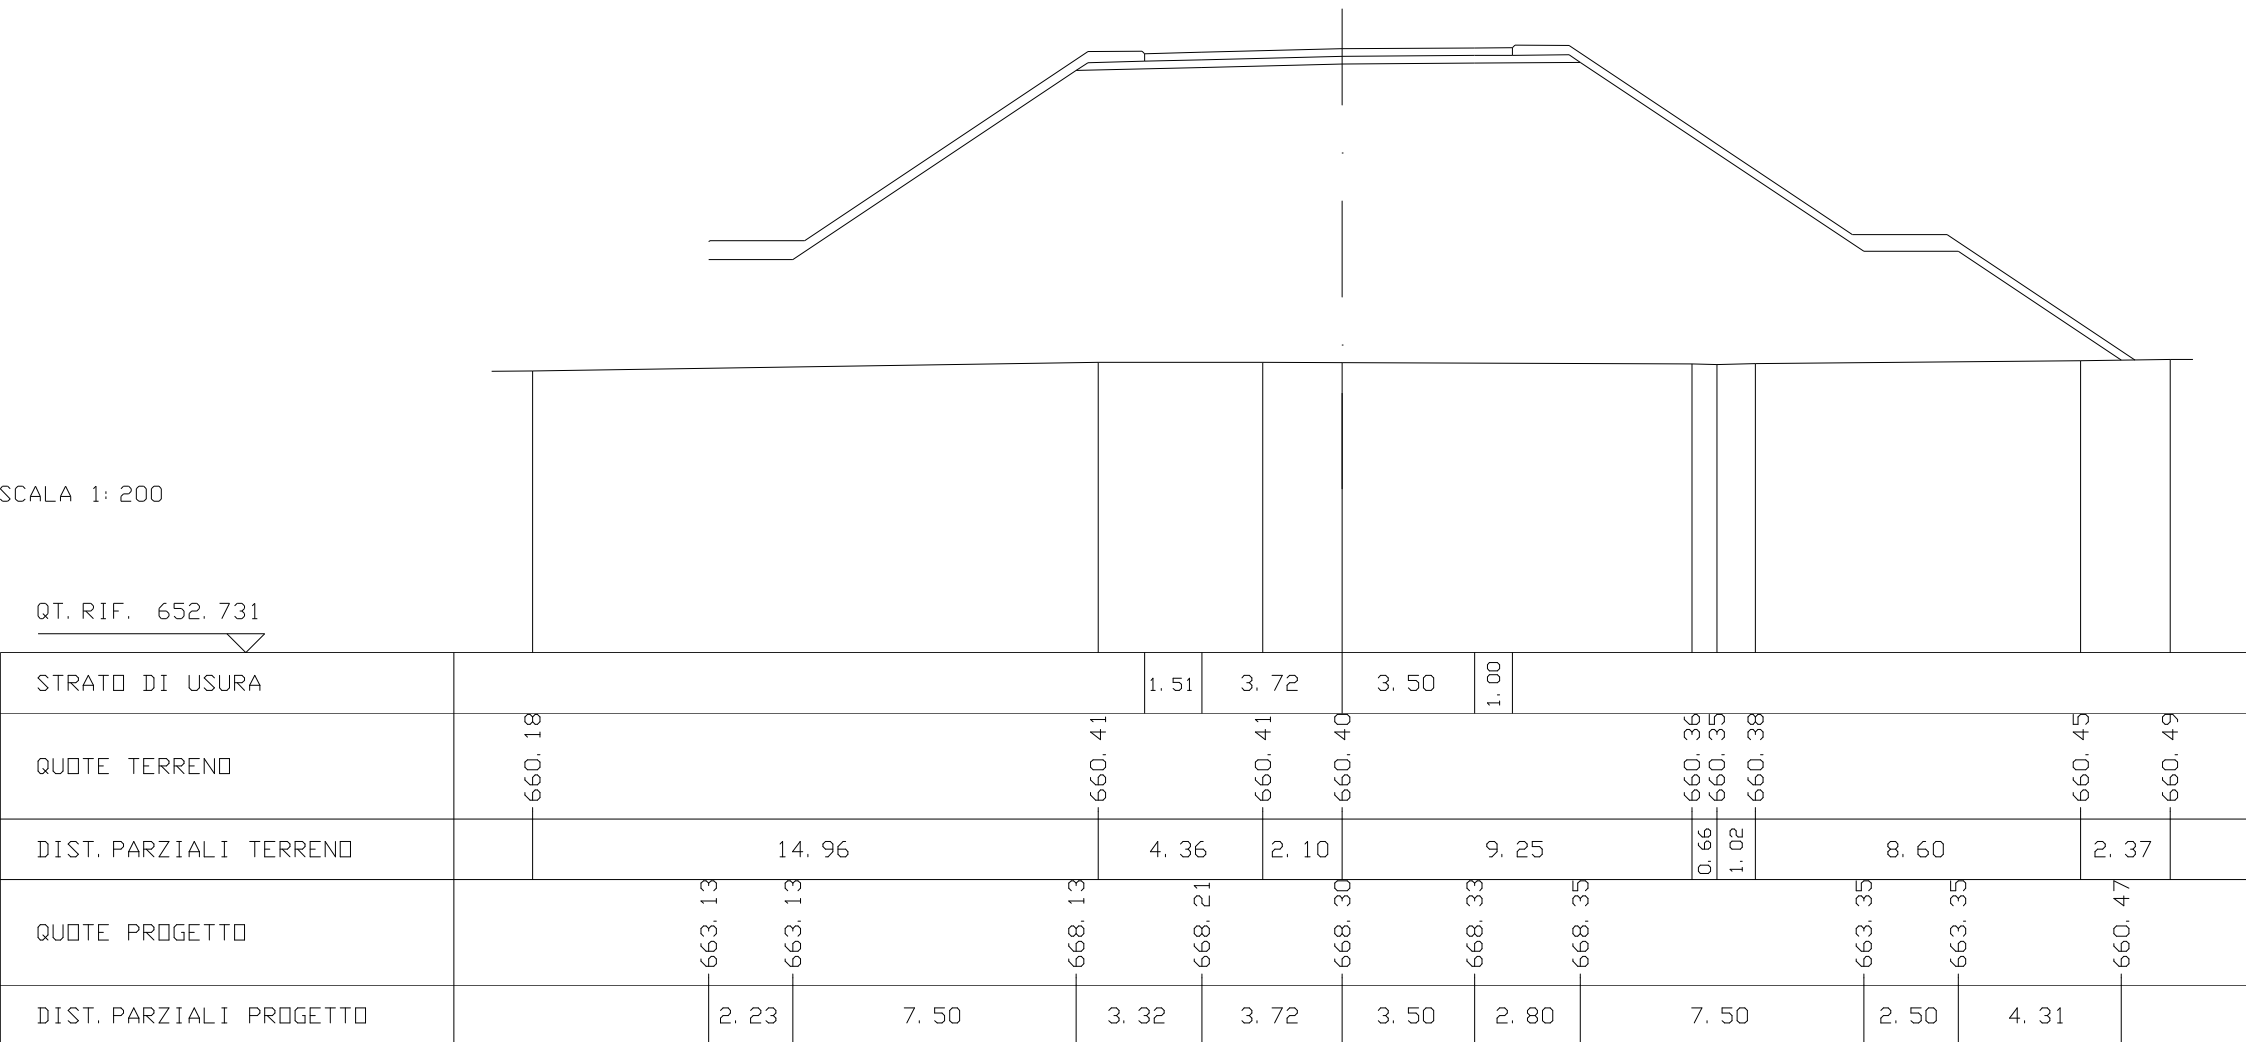 SCALA 1:200
QT.RIF. 652.731
STRATO DI USURA 1.51 3.72 3.50 1.00
QUOTE TERRENO 660.18 660.41 660.41 660.40 660.36 660.35 660.38 660.45 660.49
DIST.PARZIALI TERRENO 14.96 4.36 2.10 9.25 0.66 1.02 8.60 2.37
QUOTE PROGETTO 663.13 663.13 668.13 668.21 668.30 668.33 668.35 663.35 663.35 660.47
DIST.PARZIALI PROGETTO 2.23 7.50 3.32 3.72 3.50 2.80 7.50 2.50 4.31